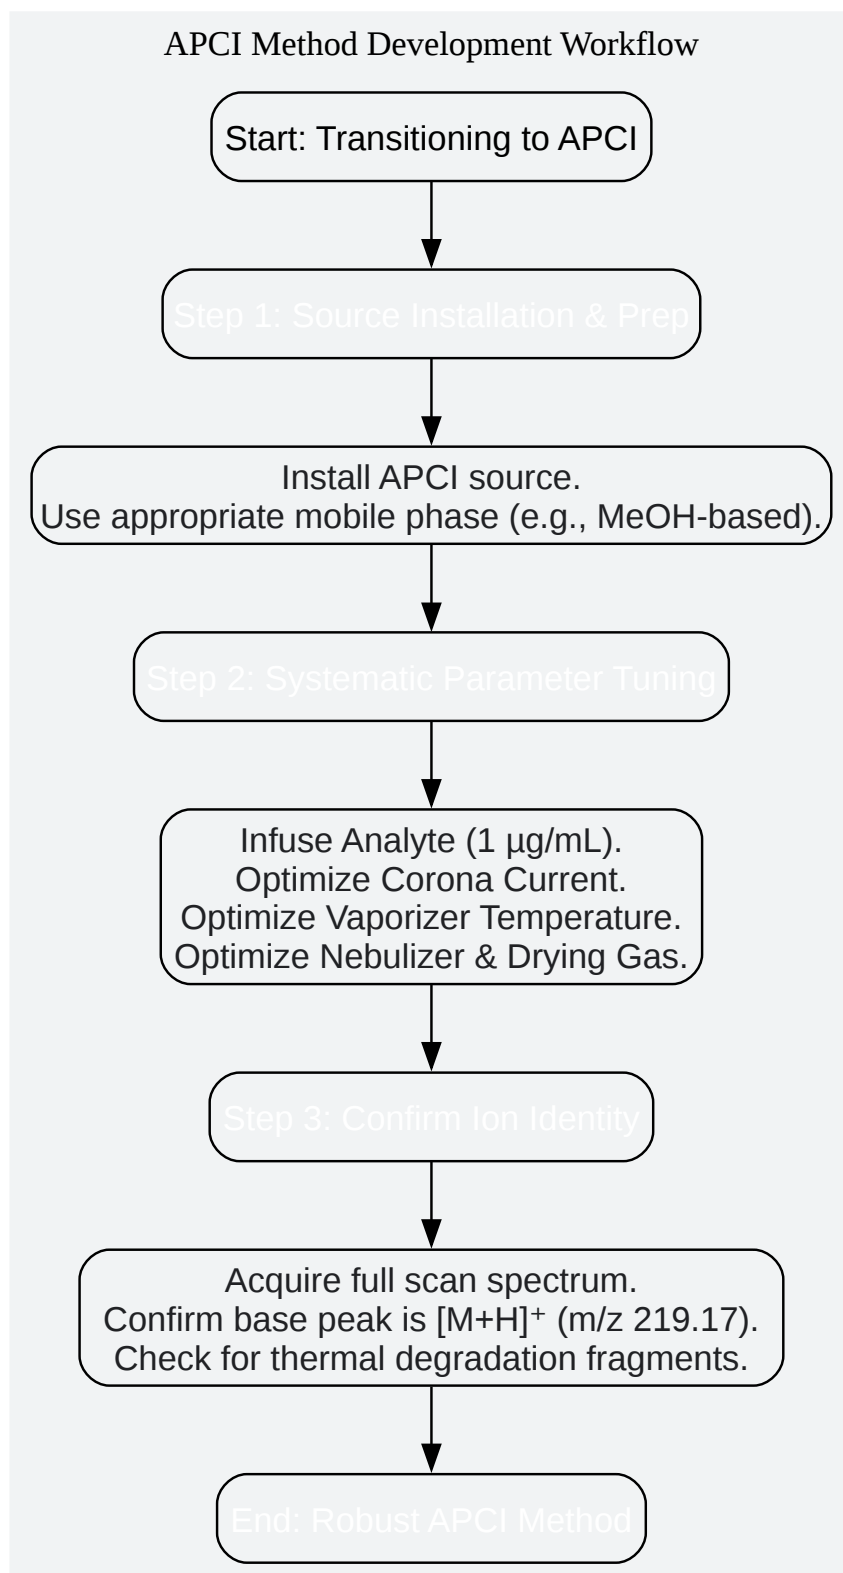 APCI Method Development Workflow
Start: Transitioning to APCI
Step 1: Source Installation & Prep
Install APCI source.
Use appropriate mobile phase (e.g., MeOH-based).
Step 2: Systematic Parameter Tuning
Infuse Analyte (1 µg/mL).
Optimize Corona Current.
Optimize Vaporizer Temperature.
Optimize Nebulizer & Drying Gas.
Step 3: Confirm Ion Identity
Acquire full scan spectrum.
Confirm base peak is [M+H]⁺ (m/z 219.17).
Check for thermal degradation fragments.
End: Robust APCI Method